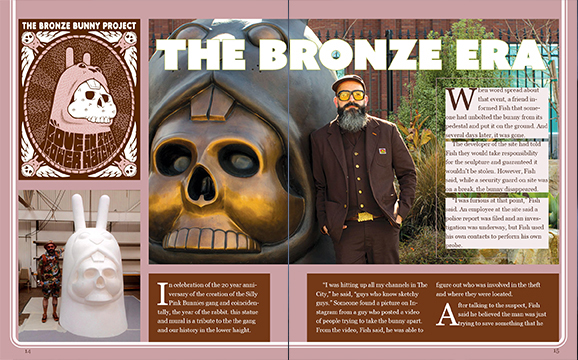 THE BRONZE BUNNY PROJECT
LOVE IN THE
LOWER HAIGHT
THE BRONZE ERA
When word spread about
that event, a friend in-
formed Fish that some-
one had unbolted the bunny from its
pedestal and put it on the ground. And
several days later, it was gone.
The developer of the site had told
Fish they would take responsibility
for the sculpture and guaranteed it
wouldn't be stolen. However, Fish
said, while a security guard on site was
on a break, the bunny disappeared.
"I was furious at that point," Fish
said. An employee at the site said a
police report was filed and an inves-
tigation was underway, but Fish used
his own contacts to perform his own
probe.
In celebration of the 20 year anni-
versary of the creation of the Silly
Pink Bunnies gang and coinciden-
tally, the year of the rabbit. this
statue and mural is a tribute to the the gang
and our history in the lower haight.
"I was hitting up all my channels in The
City," he said, "guys who know sketchy
guys." Someone found a picture on In-
stagram from a guy who posted a video
of people trying to take the bunny apart.
From the video, Fish said, he was able to
figure out who was involved in the theft
and where they were located.
After talking to the suspect, Fish
said he believed the man was just
trying to save something that he
14
15